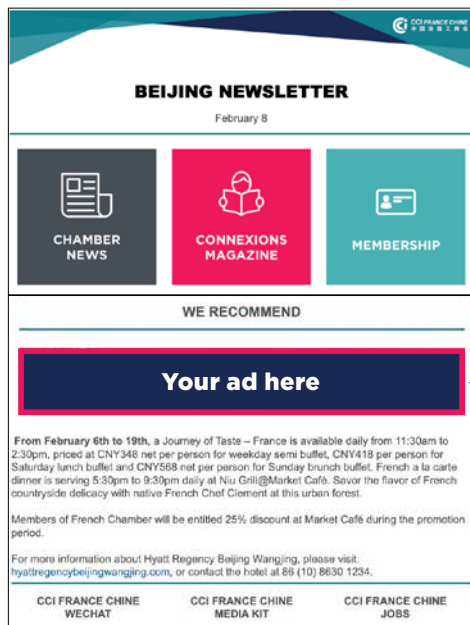 CCI FRANCE CHINE
中国法国工商会
BEIJING NEWSLETTER
February 8
CHAMBER
NEWS
CONNEXIONS
MAGAZINE
MEMBERSHIP
WE RECOMMEND
Your ad here
From February 6th to 19th, a Journey of Taste – France is available daily from 11:30am to
2:30pm, priced at CNY348 net per person for weekday semi buffet, CNY418 per person for
Saturday lunch buffet and CNY568 net per person for Sunday brunch buffet. French a la carte
dinner is serving 5:30pm to 9:30pm daily at Niu Grill@Market Café. Savor the flavor of French
countryside delicacy with native French Chef Clement at this urban forest.
Members of French Chamber will be entitled 25% discount at Market Café during the promotion
period.
For more information about Hyatt Regency Beijing Wangjing, please visit.
hyattregencybeijingwangjing.com, or contact the hotel at 86 (10) 8630 1234.
CCI FRANCE CHINE
WECHAT
CCI FRANCE CHINE
MEDIA KIT
CCI FRANCE CHINE
JOBS